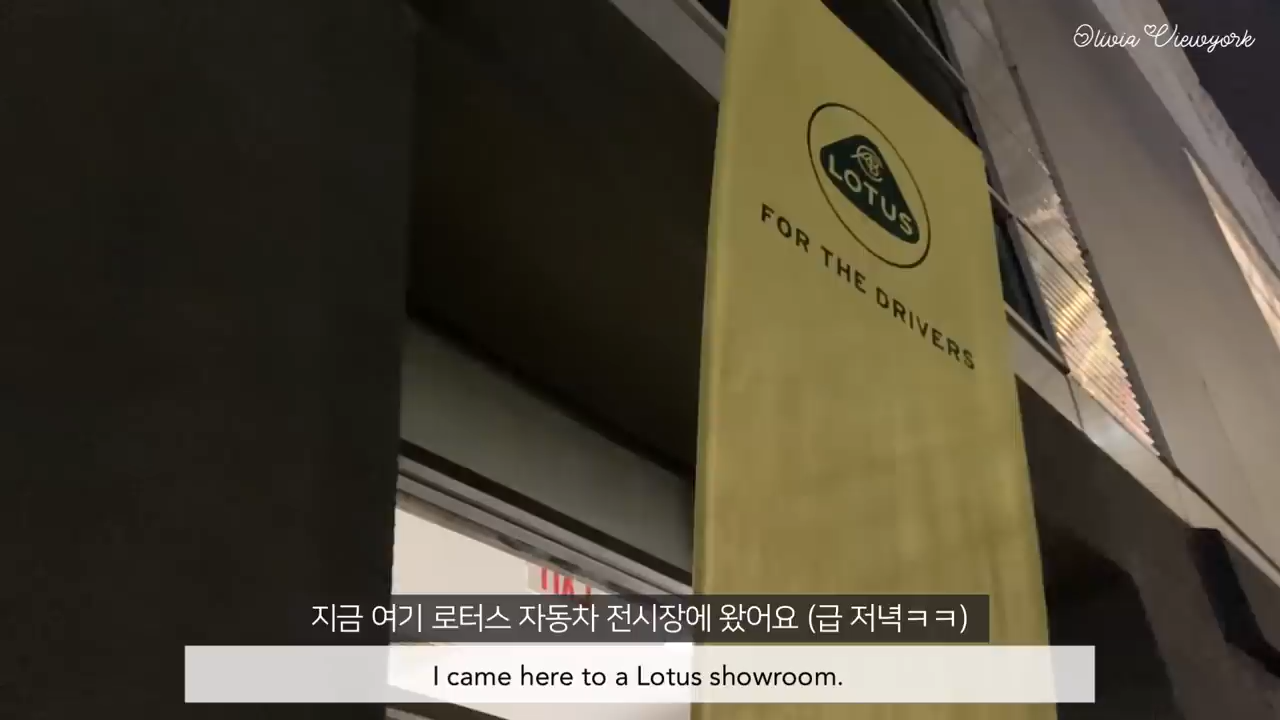 Olivia Viewyork
LOTUS
FOR THE DRIVERS
지금 여기 로터스 자동차 전시장에 왔어요 (급 저녁ㅋㅋ)
I came here to a Lotus showroom.